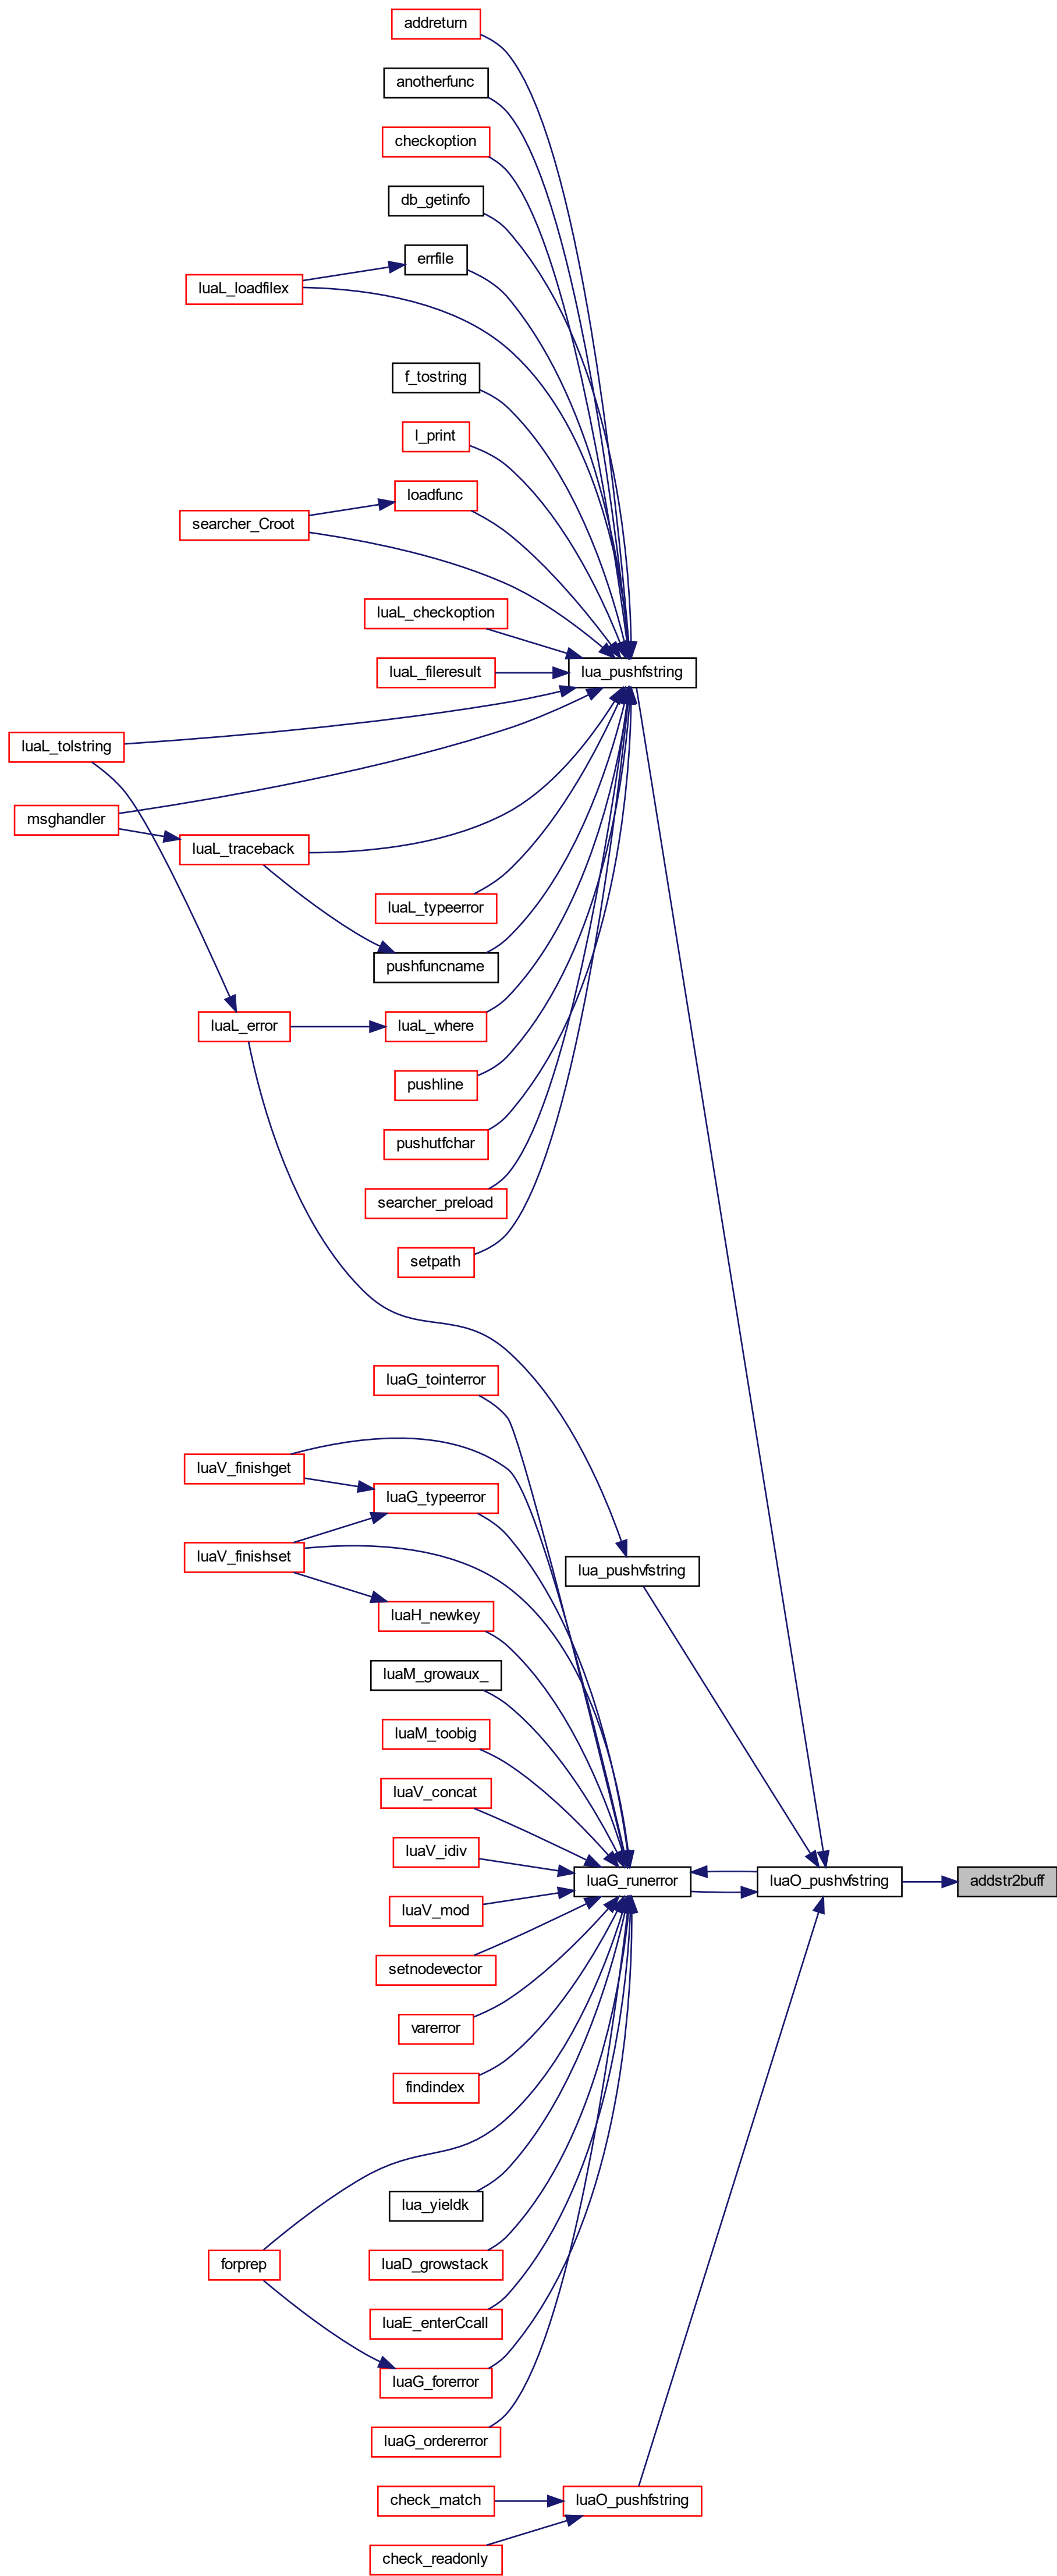 addreturn
anotherfunc
checkoption
db_getinfo
errfile
luaL_loadfilex
f_tostring
l_print
loadfunc
searcher_Croot
luaL_checkoption
luaL_fileresult
lua_pushfstring
luaL_tolstring
msghandler
luaL_traceback
luaL_typeerror
pushfuncname
luaL_error
luaL_where
pushline
pushutfchar
searcher_preload
setpath
luaG_tointerror
luaV_finishget
luaG_typeerror
luaV_finishset
lua_pushvfstring
luaH_newkey
luaM_growaux_
luaM_toobig
luaV_concat
luaV_idiv
luaG_runerror
luaO_pushvfstring
addstr2buff
luaV_mod
setnodevector
varerror
findindex
lua_yieldk
forprep
luaD_growstack
luaE_enterCcall
luaG_forerror
luaG_ordererror
check_match
luaO_pushfstring
check_readonly